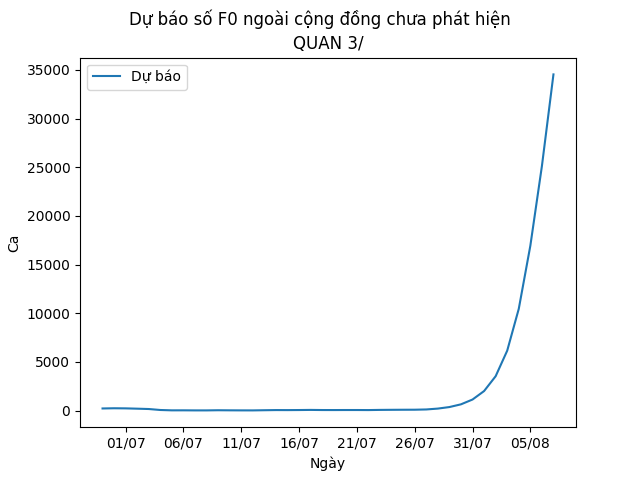 Dự báo số F0 ngoài cộng đồng chưa phát hiện
QUAN 3/
Dự báo
35000
30000
25000
20000
15000
10000
5000
0
Ca
01/07 06/07 11/07 16/07 21/07 26/07 31/07 05/08
Ngày